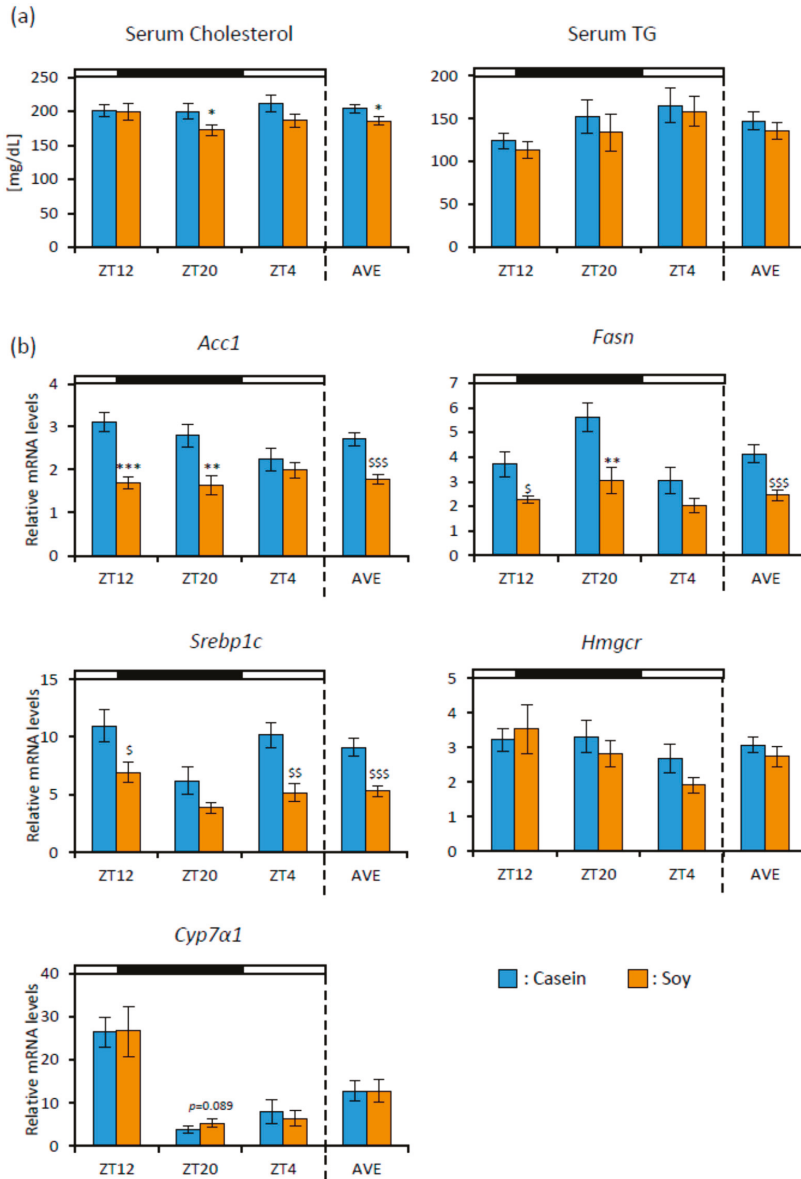 (a)
Serum Cholesterol
Serum TG
[mg/dL]
250
200
150
100
50
0
*
*
ZT12 ZT20 ZT4 AVE
200
150
100
50
0
ZT12 ZT20 ZT4 AVE
(b)
Acc1
Relative mRNA levels
4
3
2
1
0
***
**
$$$
ZT12 ZT20 ZT4 AVE
Fasn
7
6
5
4
3
2
1
0
$
**
$$$
ZT12 ZT20 ZT4 AVE
Srebp1c
Relative mRNA levels
15
10
5
0
$
$$
$$$
ZT12 ZT20 ZT4 AVE
Hmgcr
5
4
3
2
1
0
ZT12 ZT20 ZT4 AVE
Cyp7α1
Relative mRNA levels
40
30
20
10
0
p=0.089
ZT12 ZT20 ZT4 AVE
: Casein : Soy